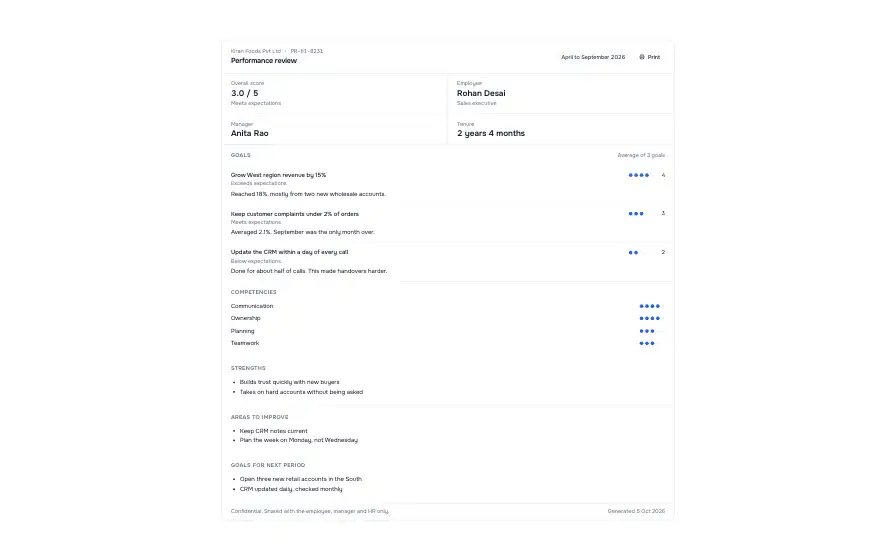 Kiran Foods Pvt Ltd · PR-II-0231
Performance review
April to September 2026
Print
Overall score
3.0 / 5
Meets expectations
Employee
Rohan Desai
Sales executive
Manager
Anita Rao
Tenure
2 years 4 months
GOALS
Average of 3 goals
Grow West region revenue by 15%
4
Exceeds expectations
Reached 18%, mostly from two new wholesale accounts.
Keep customer complaints under 2% of orders
3
Meets expectations
Averaged 2.1%. September was the only month over.
Update the CRM within a day of every call
2
Below expectations
Done for about half of calls. This made handovers harder.
COMPETENCIES
Communication
Ownership
Planning
Teamwork
STRENGTHS
• Builds trust quickly with new buyers
• Takes on hard accounts without being asked
AREAS TO IMPROVE
• Keep CRM notes current
• Plan the week on Monday, not Wednesday
GOALS FOR NEXT PERIOD
• Open three new retail accounts in the South
• CRM updated daily, checked monthly
Confidential. Shared with the employee, manager and HR only.
Generated 5 Oct 2026